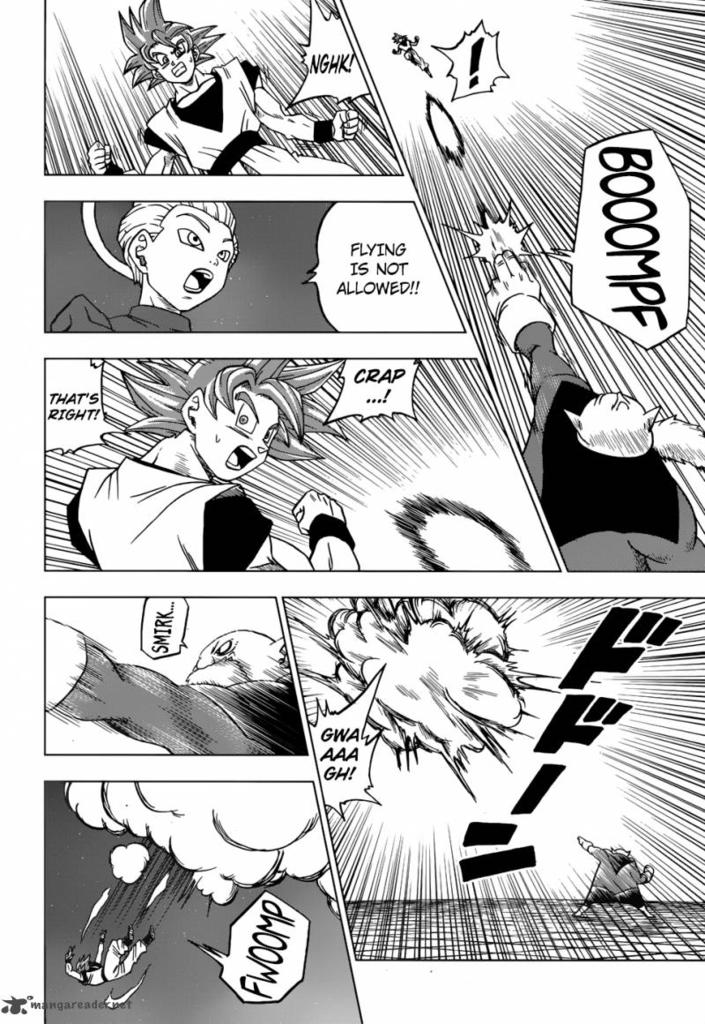 !
BOOOMPF
NGHK!
FLYING
IS NOT
ALLOWED!!
CRAP
...!
THAT'S
RIGHT!
ドドーン
GWA
AAA
GH!
SMIRK...
FWOOMP
mangareader.net